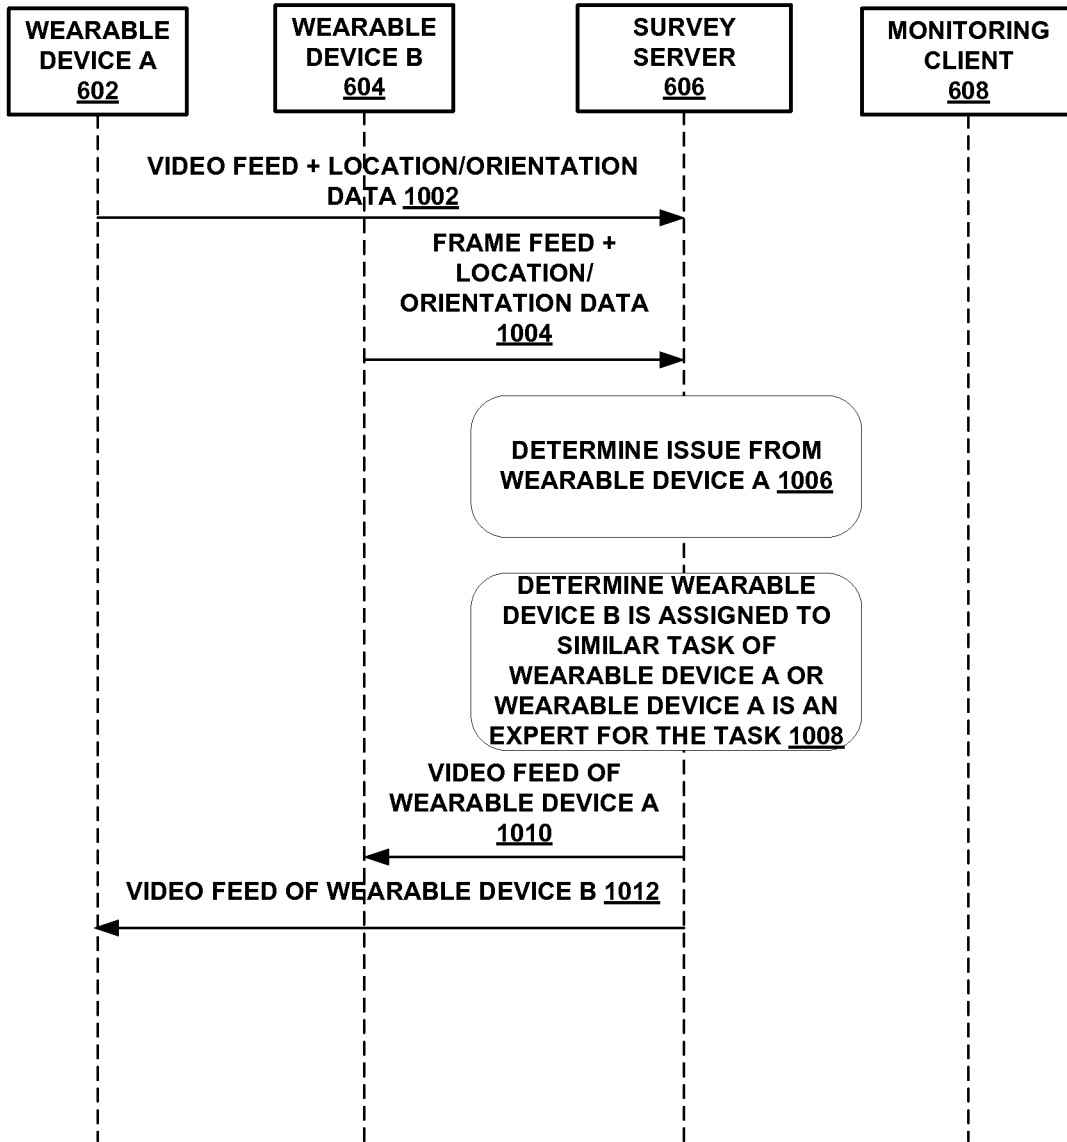 WEARABLE
DEVICE A
602
WEARABLE
DEVICE B
604
SURVEY
SERVER
606
MONITORING
CLIENT
608
VIDEO FEED + LOCATION/ORIENTATION
DATA 1002
FRAME FEED +
LOCATION/
ORIENTATION DATA
1004
DETERMINE ISSUE FROM
WEARABLE DEVICE A 1006
DETERMINE WEARABLE
DEVICE B IS ASSIGNED TO
SIMILAR TASK OF
WEARABLE DEVICE A OR
WEARABLE DEVICE A IS AN
EXPERT FOR THE TASK 1008
VIDEO FEED OF
WEARABLE DEVICE A
1010
VIDEO FEED OF WEARABLE DEVICE B 1012